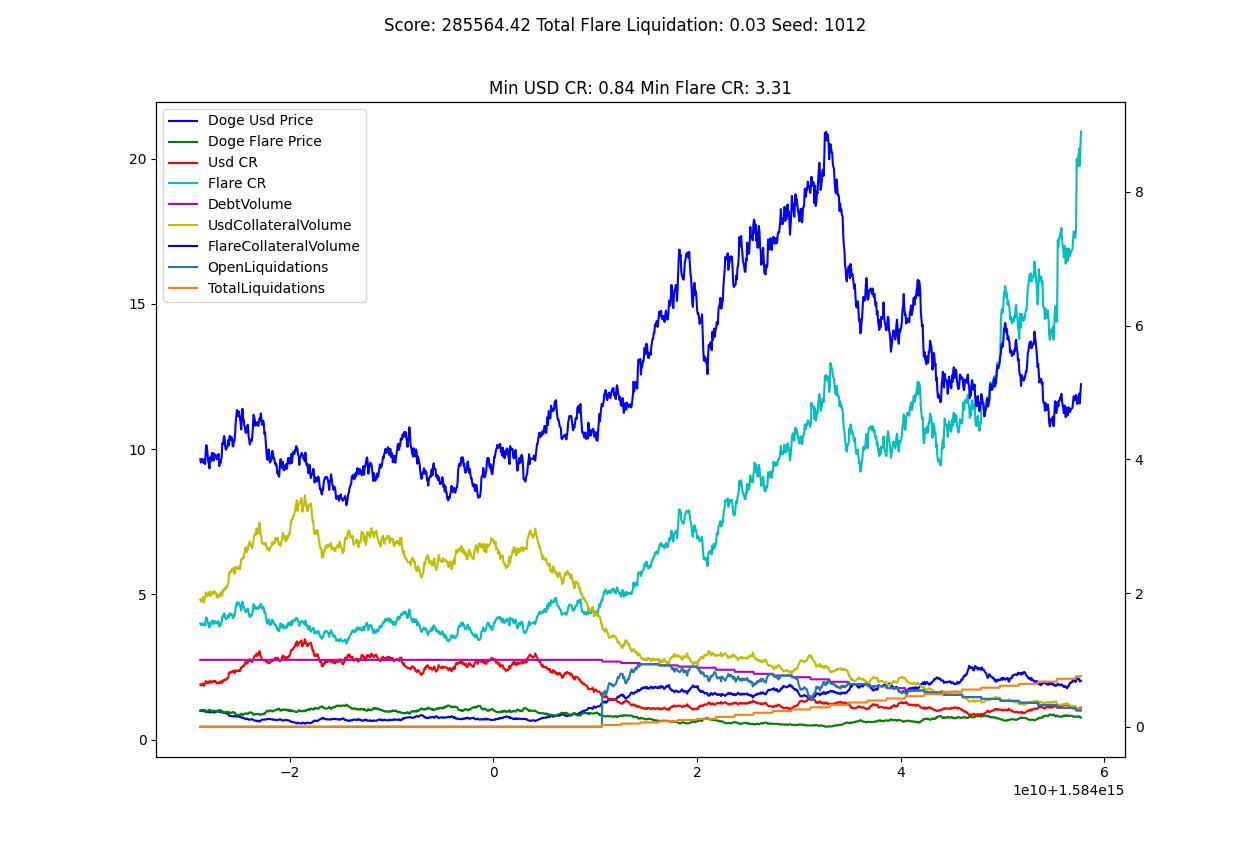 Score: 285564.42 Total Flare Liquidation: 0.03 Seed: 1012
Min USD CR: 0.84 Min Flare CR: 3.31
Doge Usd Price
Doge Flare Price
Usd CR
Flare CR
DebtVolume
UsdCollateralVolume
FlareCollateralVolume
OpenLiquidations
TotalLiquidations
20
15
10
5
0
8
6
4
2
0
−2 0 2 4 6
1e10+1.584e15